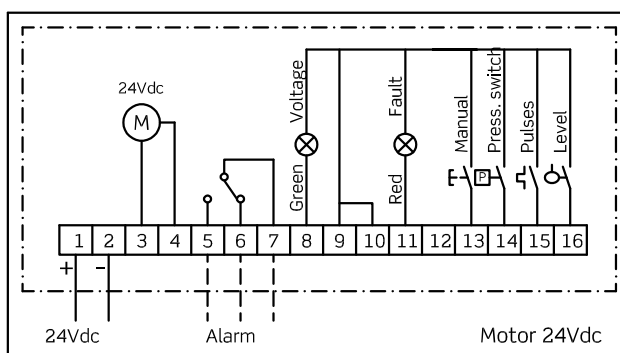 24Vdc
M
Green Voltage
Red Fault
Manual
Press. switch
P
Pulses
Level
1 2 3 4 5 6 7 8 9 10 11 12 13 14 15 16
+ -
24Vdc Alarm Motor 24Vdc